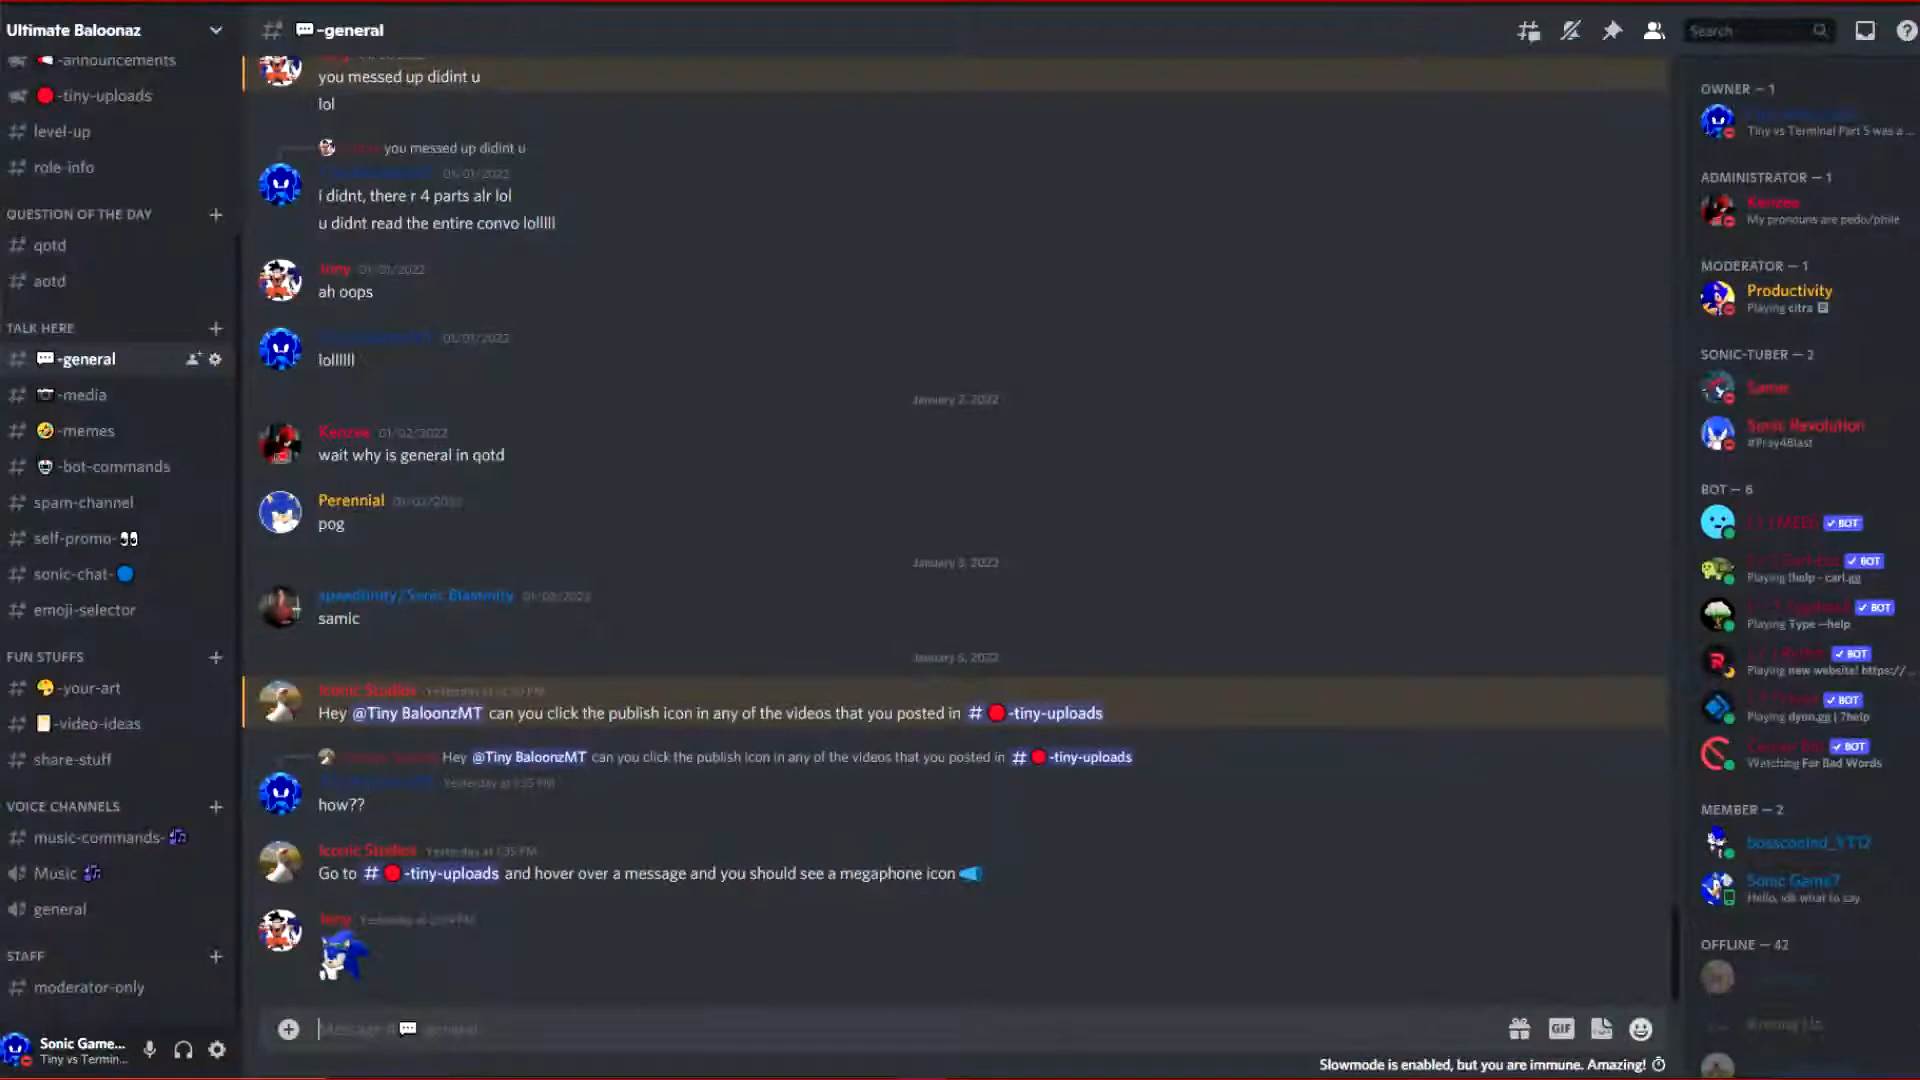 Ultimate Baloonaz
-announcements
-tiny-uploads
level-up
role-info
QUESTION OF THE DAY
qotd
aotd
TALK HERE
-general
-media
-memes
-bot-commands
spam-channel
self-promo-
sonic-chat-
emoji-selector
FUN STUFFS
-your-art
-video-ideas
share-stuff
VOICE CHANNELS
music-commands-
Music
general
STAFF
moderator-only
Sonic Game...
Tiny vs Termin...
-general
Search
you messed up didint u
lol
you messed up didint u
01/01/2022
i didnt, there r 4 parts alr lol
u didnt read the entire convo lolllll
01/01/2022
ah oops
01/01/2022
lollllll
January 2, 2022
Kenzee 01/02/2022
wait why is general in qotd
Perennial 01/02/2022
pog
January 3, 2022
speedfinity/Sonic Blastinity 01/03/2022
samic
Iconic Studios Yesterday at
Hey @Tiny BaloonzMT can you click the publish icon in any of the videos that you posted in # -tiny-uploads
Hey @Tiny BaloonzMT can you click the publish icon in any of the videos that you posted in # -tiny-uploads
Yesterday at 1:35 PM
how??
Iconic Studios Yesterday at 1:35 PM
Go to # -tiny-uploads and hover over a message and you should see a megaphone icon
Yesterday at
Message # -general
GIF
Slowmode is enabled, but you are immune. Amazing!
OWNER — 1
Tiny vs Terminal Part 5 was a ...
ADMINISTRATOR — 1
Kenzee
My pronouns are pedo/phile
MODERATOR — 1
Productivity
Playing citra
SONIC-TUBER — 2
Samic
Sonic Revolution
#Pray4Blast
BOT — 6
BOT
BOT
Playing !help - carl.gg
BOT
Playing Type --help
BOT
Playing new website! https://...
BOT
Playing dyno.gg | ?help
BOT
Watching For Bad Words
MEMBER — 2
bosscoolnd_YT12
Sonic Game?
Hello, idk what to say
OFFLINE — 42